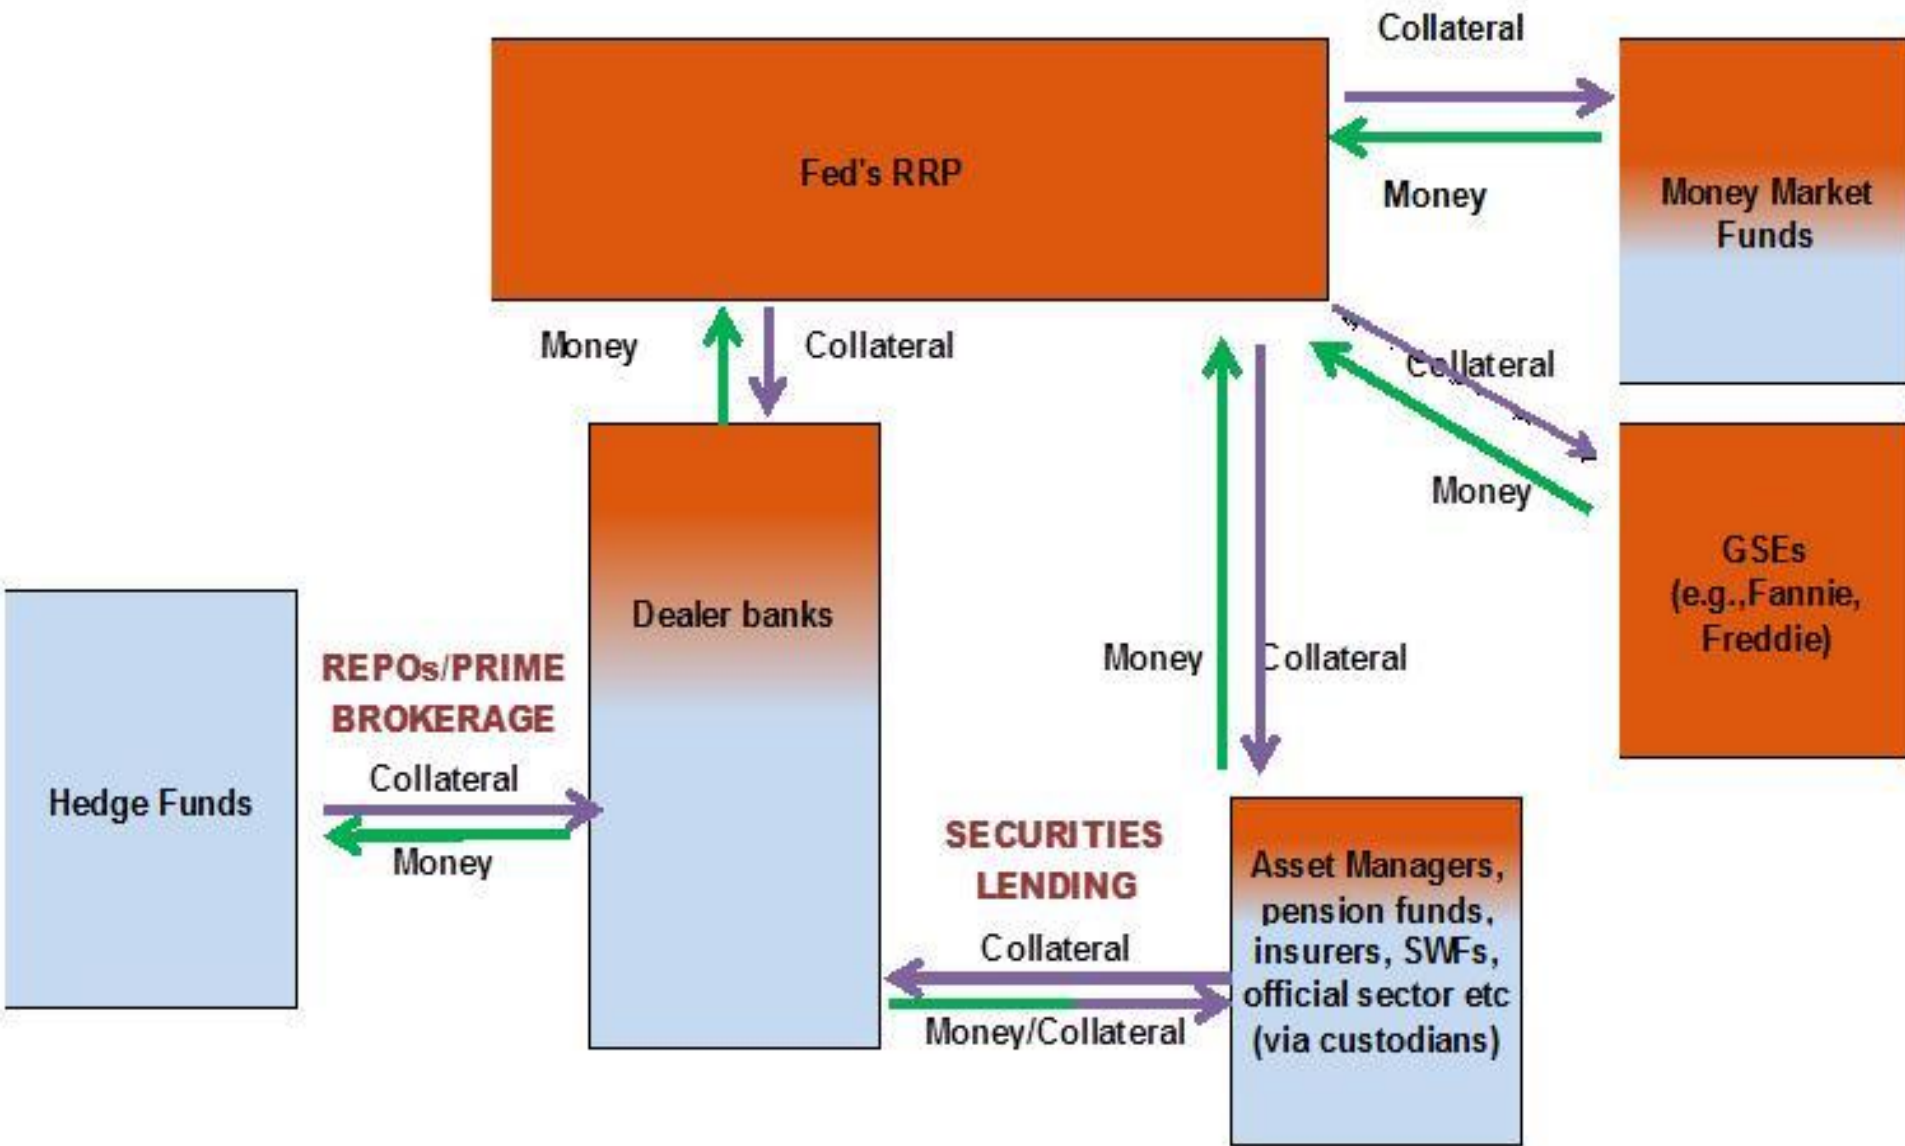 Collateral
Fed's RRP
Money
Money Market
Funds
Money
Collateral
Collateral
Money
GSEs
(e.g.,Fannie,
Freddie)
Dealer banks
REPOs/PRIME
BROKERAGE
Money
Collateral
Collateral
Hedge Funds
Money
SECURITIES
LENDING
Asset Managers,
pension funds,
insurers, SWFs,
official sector etc
(via custodians)
Collateral
Money/Collateral